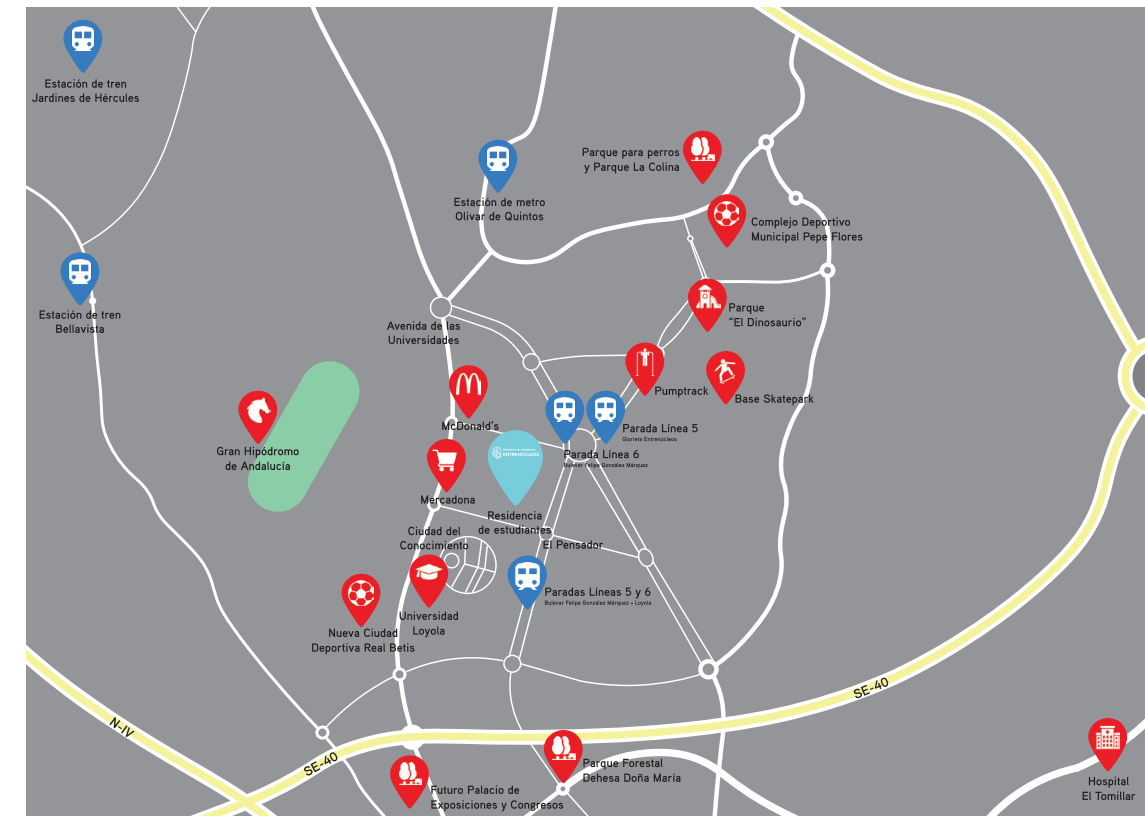 Estación de tren
Jardines de Hércules
Parque para perros
y Parque La Colina
Estación de metro
Olivar de Quintos
Complejo Deportivo
Municipal Pepe Flores
Estación de tren
Bellavista
Avenida de las
Universidades
Parque
“El Dinosaurio”
Pumptrack
Base Skatepark
McDonald's
Parada Línea 5
Glorieta Entrenúcleos
Gran Hipódromo
de Andalucía
ENTRENÚCLEOS
Parada Línea 6
Bulevar Felipe González Márquez
Mercadona
Residencia
de estudiantes
Ciudad del
Conocimiento
El Pensador
Paradas Líneas 5 y 6
Bulevar Felipe González Márquez - Loyola
Universidad
Loyola
Nueva Ciudad
Deportiva Real Betis
SE-40
N-IV
SE-40
Parque Forestal
Dehesa Doña María
Futuro Palacio de
Exposiciones y Congresos
Hospital
El Tomillar